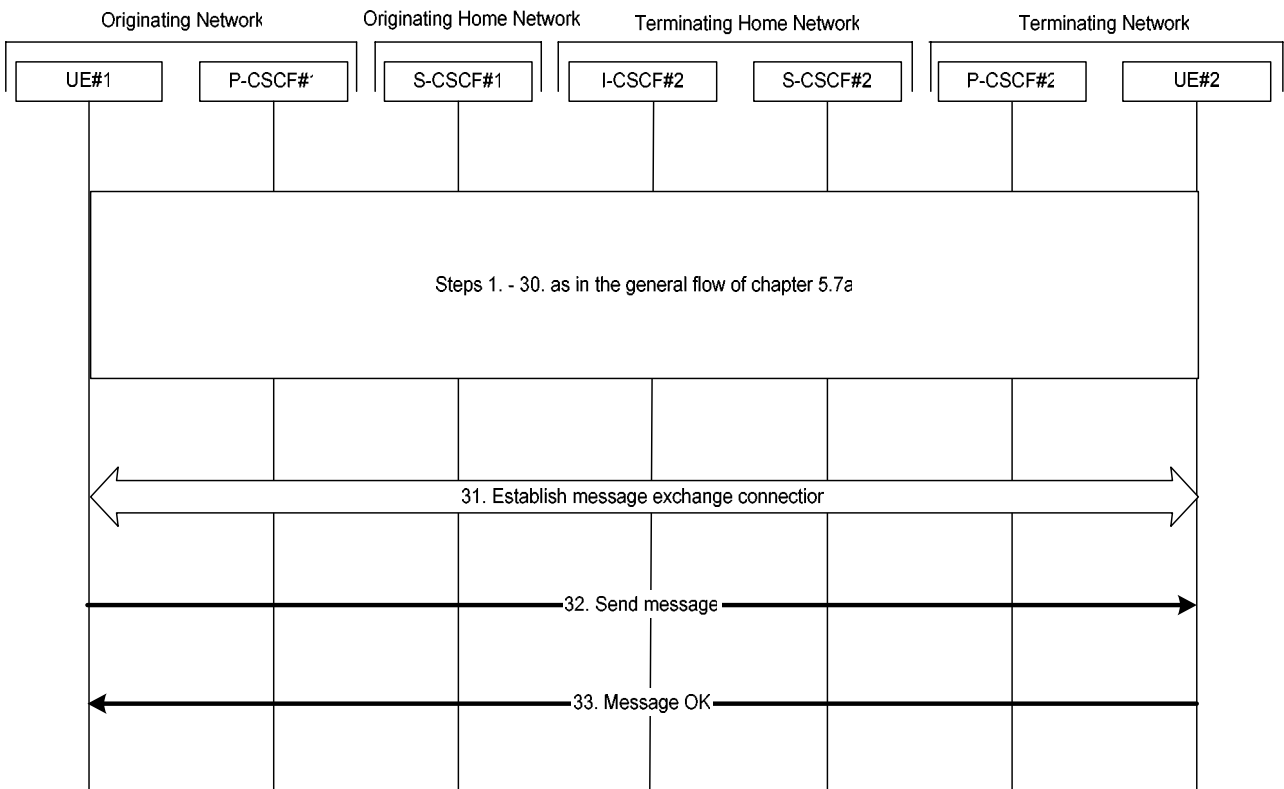 Originating Network
Originating Home Network
Terminating Home Network
Terminating Network
UE#1
P-CSCF#1
S-CSCF#1
I-CSCF#2
S-CSCF#2
P-CSCF#2
UE#2
Steps 1. - 30. as in the general flow of chapter 5.7a
31. Establish message exchange connection
32. Send message
33. Message OK